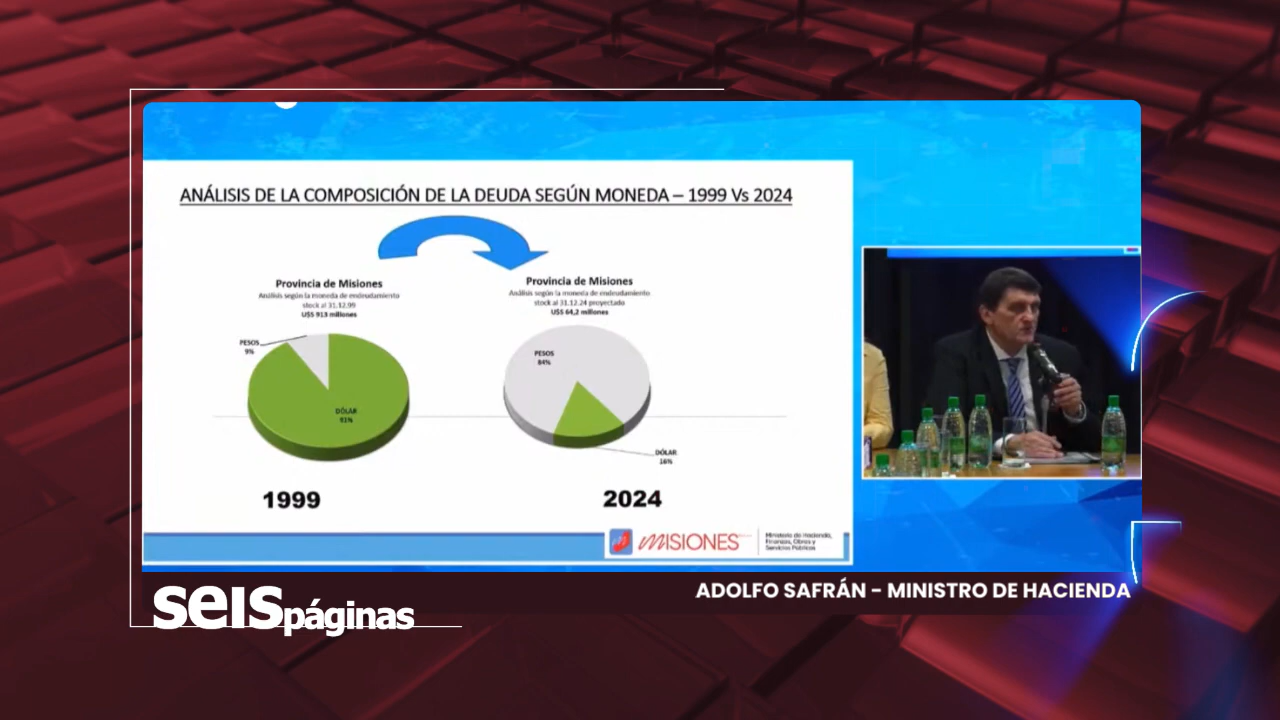 ANÁLISIS DE LA COMPOSICIÓN DE LA DEUDA SEGÚN MONEDA – 1999 Vs 2024
Provincia de Misiones
Análisis según la moneda de endeudamiento
stock al 31.12.99
U$S 913 millones
PESOS
9%
DÓLAR
91%
1999
Provincia de Misiones
Análisis según la moneda de endeudamiento
stock al 31.12.24 proyectado
U$S 64,2 millones
PESOS
84%
DÓLAR
16%
2024
MISIONES
Ministerio de Hacienda,
Finanzas, Obras y
Servicios Públicos
seis páginas
ADOLFO SAFRÁN - MINISTRO DE HACIENDA